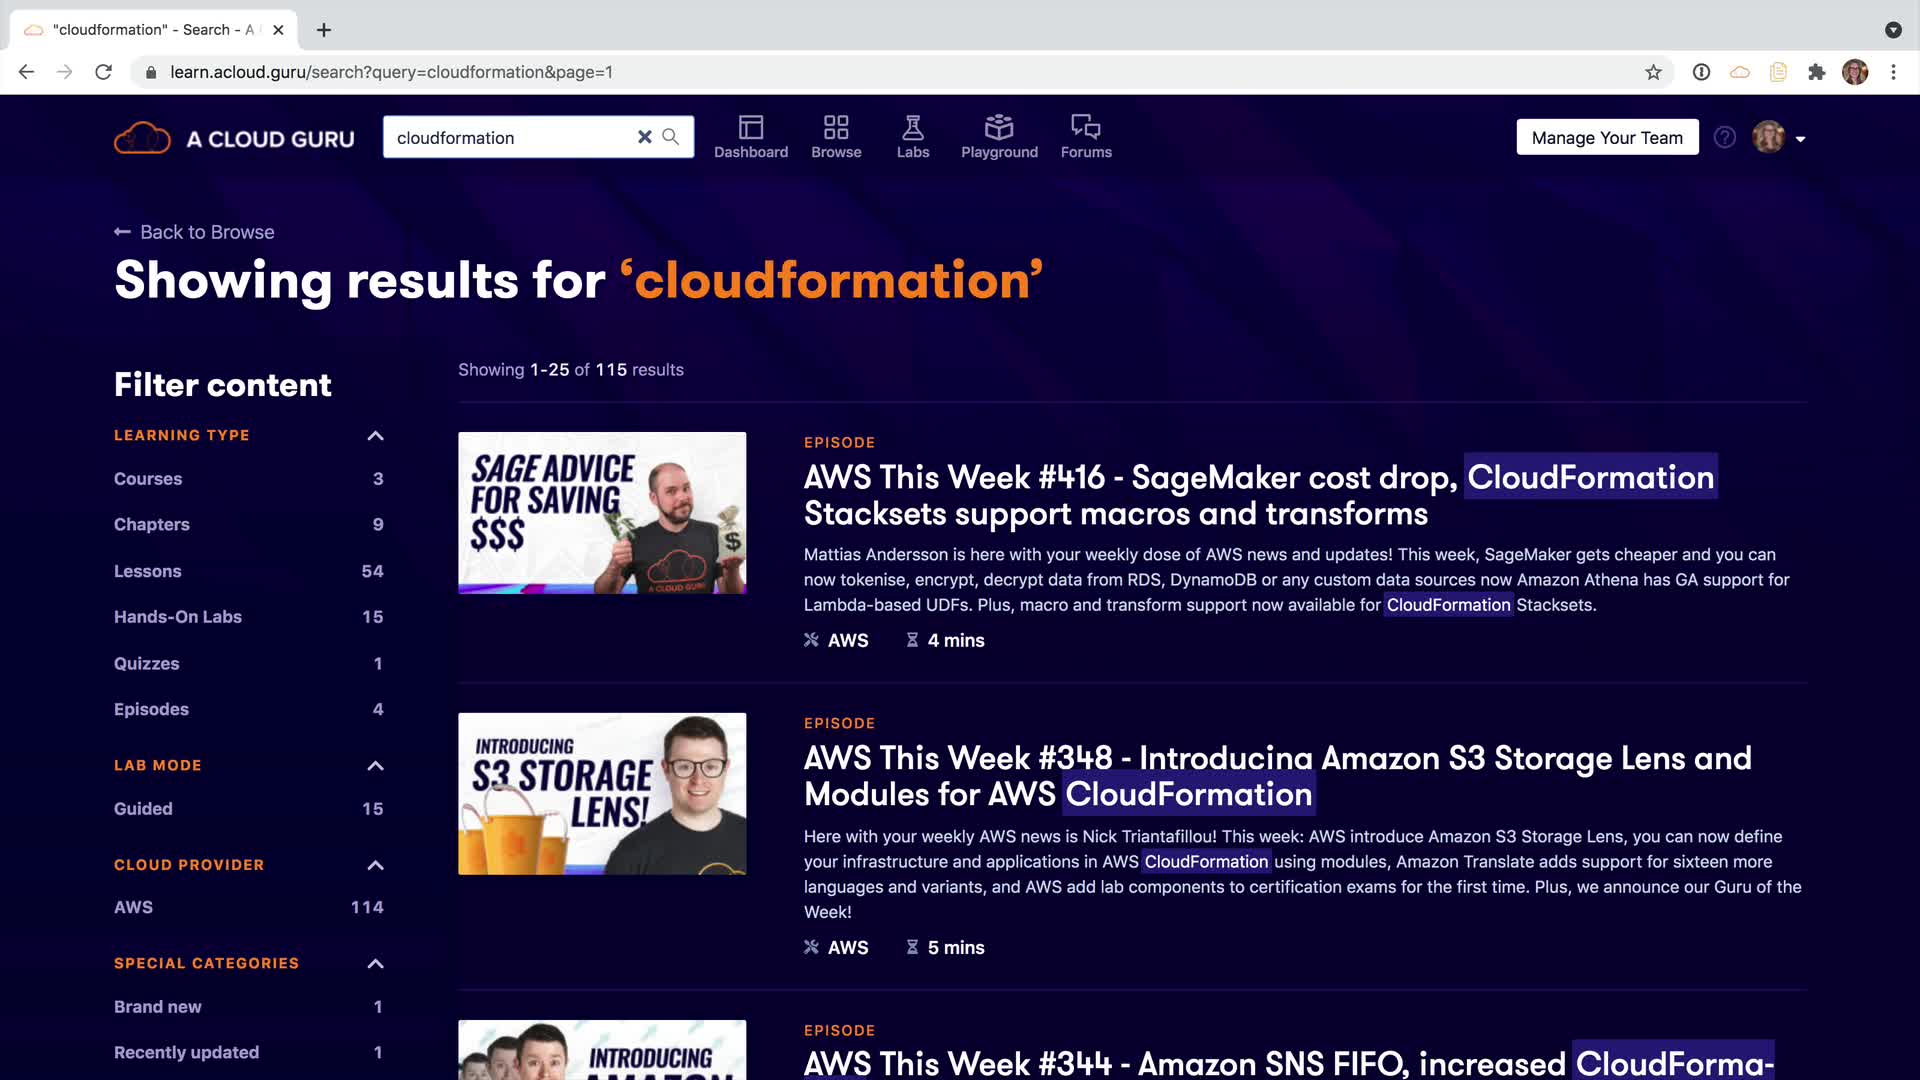 "cloudformation" - Search - A
learn.acloud.guru/search?query=cloudformation&page=1
A CLOUD GURU
cloudformation
Dashboard
Browse
Labs
Playground
Forums
Manage Your Team
Back to Browse
Showing results for ‘cloudformation’
Filter content
LEARNING TYPE
Courses 3
Chapters 9
Lessons 54
Hands-On Labs 15
Quizzes 1
Episodes 4
LAB MODE
Guided 15
CLOUD PROVIDER
AWS 114
SPECIAL CATEGORIES
Brand new 1
Recently updated 1
Showing 1-25 of 115 results
SAGE ADVICE
FOR SAVING
$$$
$
A CLOUD GURU
EPISODE
AWS This Week #416 - SageMaker cost drop, CloudFormation
Stacksets support macros and transforms
Mattias Andersson is here with your weekly dose of AWS news and updates! This week, SageMaker gets cheaper and you can
now tokenise, encrypt, decrypt data from RDS, DynamoDB or any custom data sources now Amazon Athena has GA support for
Lambda-based UDFs. Plus, macro and transform support now available for CloudFormation Stacksets.
AWS 4 mins
INTRODUCING
S3 STORAGE
LENS!
EPISODE
AWS This Week #348 - Introducing Amazon S3 Storage Lens and
Modules for AWS CloudFormation
Here with your weekly AWS news is Nick Triantafillou! This week: AWS introduce Amazon S3 Storage Lens, you can now define
your infrastructure and applications in AWS CloudFormation using modules, Amazon Translate adds support for sixteen more
languages and variants, and AWS add lab components to certification exams for the first time. Plus, we announce our Guru of the
Week!
AWS 5 mins
INTRODUCING
AMAZON
EPISODE
AWS This Week #344 - Amazon SNS FIFO, increased CloudForma-